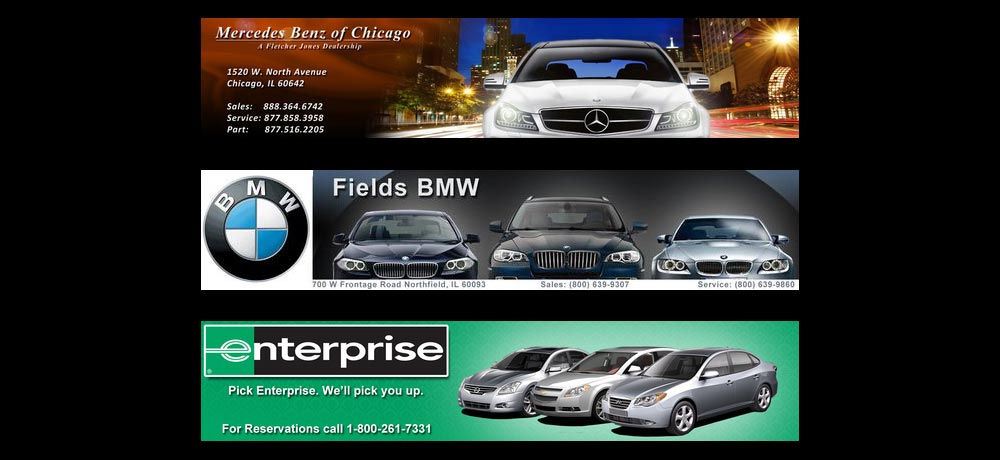 Mercedes Benz of Chicago
A Fletcher Jones Dealership
1520 W. North Avenue
Chicago, IL 60642
Sales: 888.364.6742
Service: 877.858.3958
Part: 877.516.2205
BMW
Fields BMW
700 W Frontage Road Northfield, IL 60093 Sales: (800) 639-9307 Service: (800) 639-9860
enterprise
Pick Enterprise. We'll pick you up.
For Reservations call 1-800-261-7331